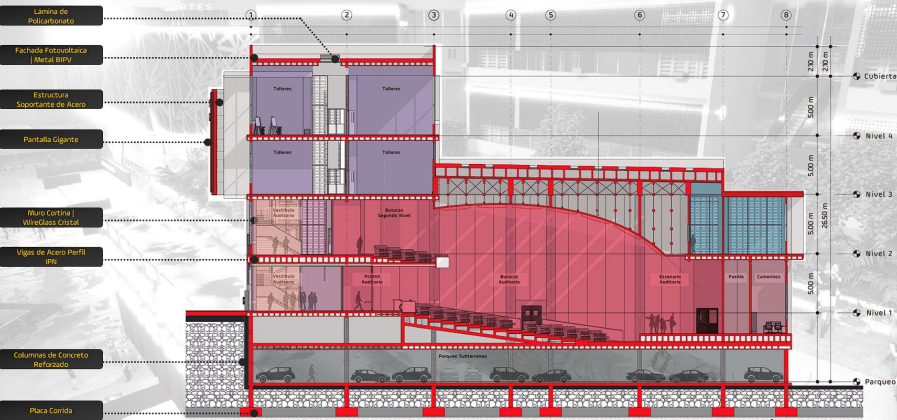 Lámina de
Policarbonato
Fachada Fotovoltaica
| Metal BIPV
Estructura
Soportante de Acero
Pantalla Gigante
Muro Cortina |
WireGlass Cristal
Vigas de Acero Perfil
IPN
Columnas de Concreto
Reforzado
Placa Corrida
1 2 3 4 5 6 7 8
Talleres Talleres
Talleres Talleres
Vestíbulo
Auditorio
Butacas
Segundo Nivel
Vestíbulo
Auditorio
Acceso
Auditorio
Butacas
Auditorio
Escenario
Auditorio
Pasillo
Camerinos
Parqueo Subterraneo
2.10 m 2.10 m
5.00 m
5.00 m
5.00 m
5.00 m
26.50 m
Cubierta
Nivel 4
Nivel 3
Nivel 2
Nivel 1
Parqueo